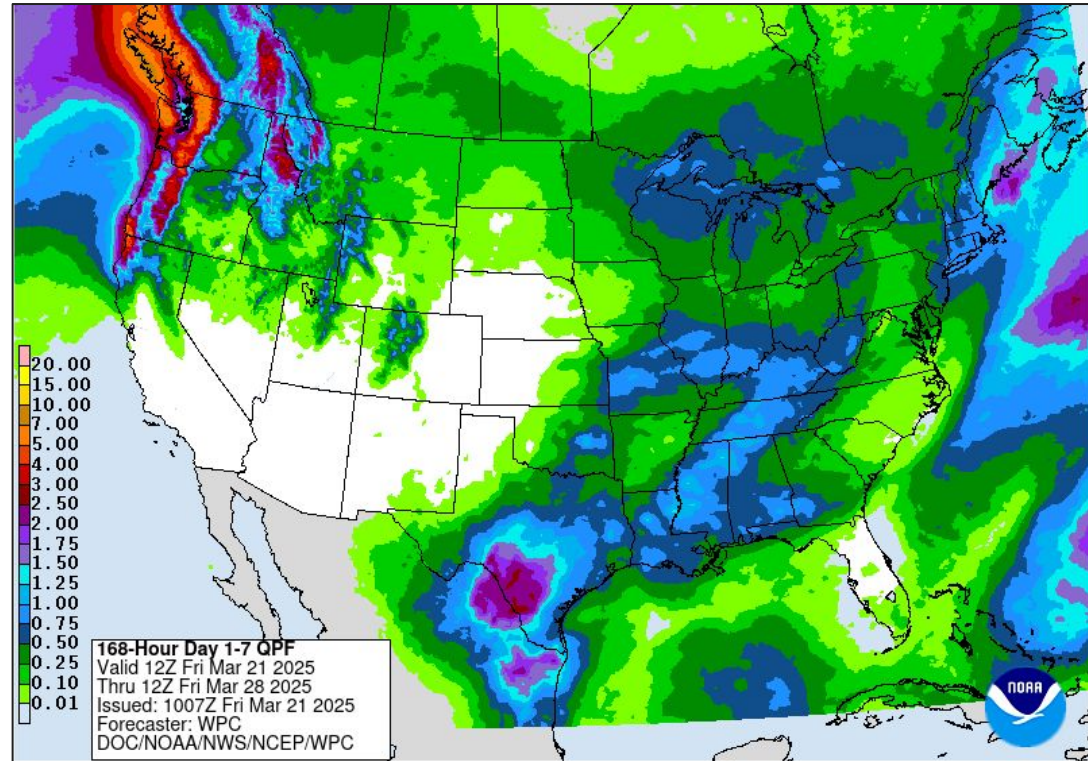 20.00
15.00
10.00
7.00
5.00
4.00
3.00
2.50
2.00
1.75
1.50
1.25
1.00
0.75
0.50
0.25
0.10
0.01
168-Hour Day 1-7 QPF
Valid 12Z Fri Mar 21 2025
Thru 12Z Fri Mar 28 2025
Issued: 1007Z Fri Mar 21 2025
Forecaster: WPC
DOC/NOAA/NWS/NCEP/WPC
NOAA